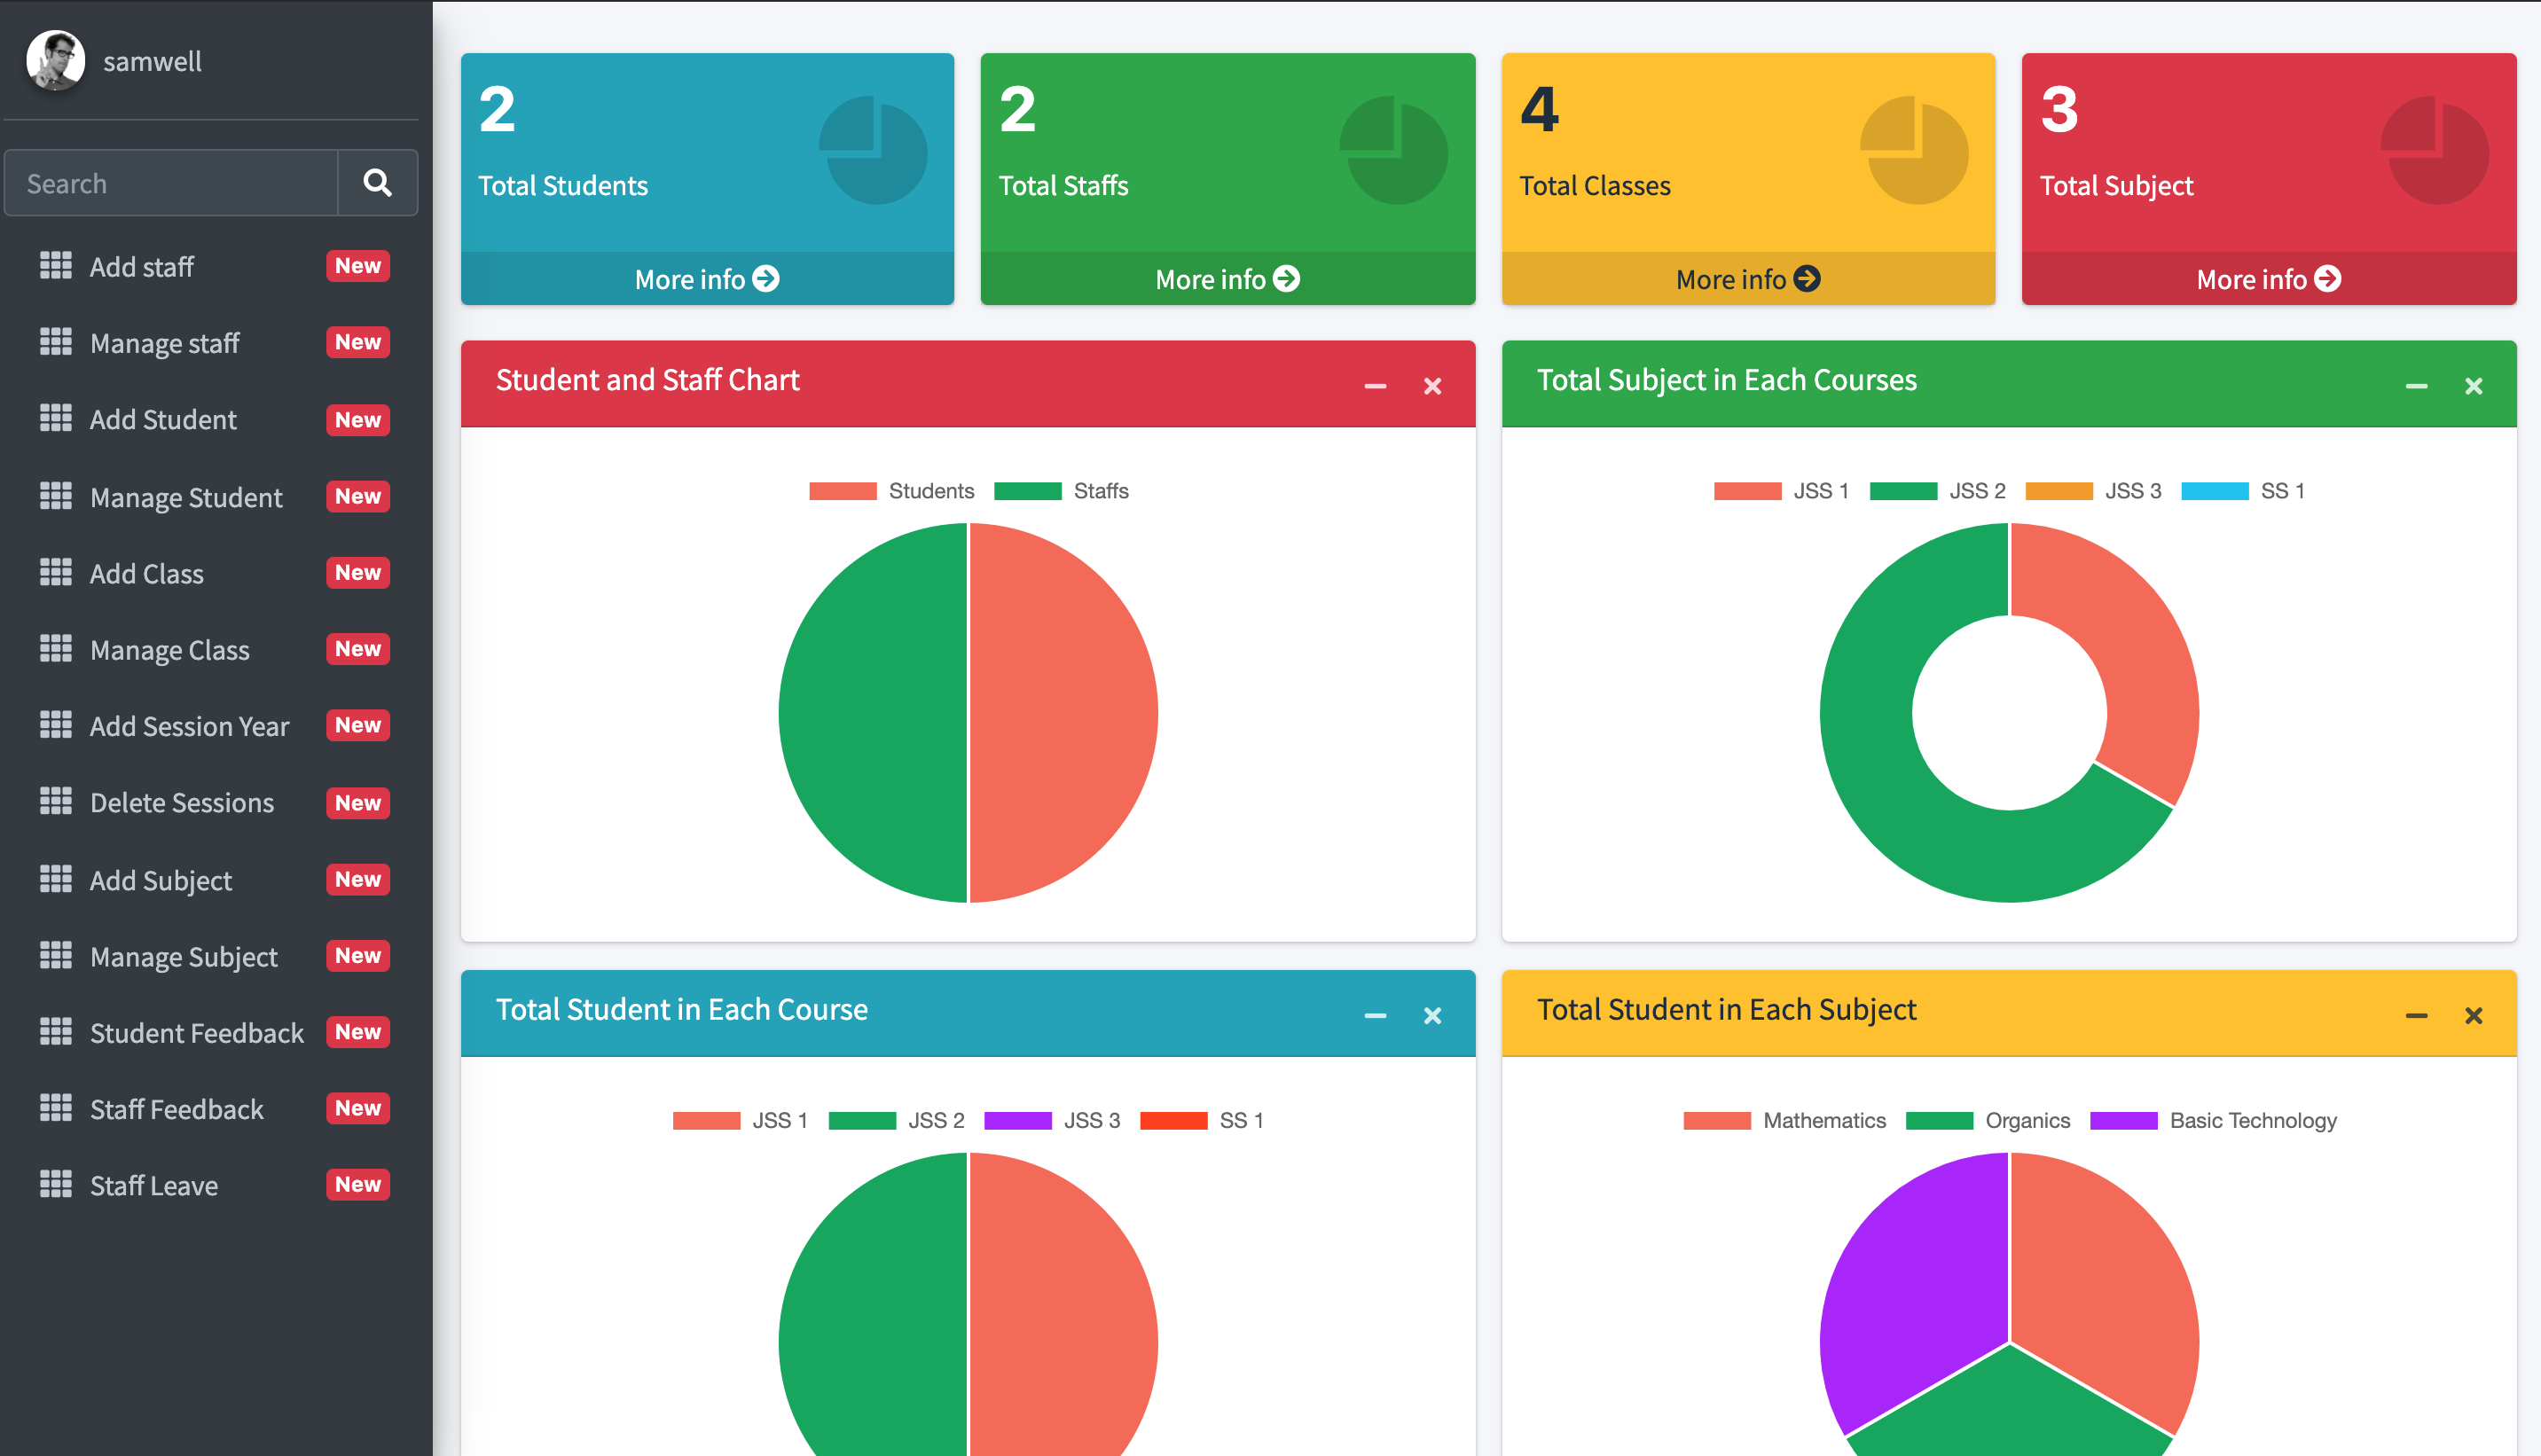 samwell
Search
Add staff New
Manage staff New
Add Student New
Manage Student New
Add Class New
Manage Class New
Add Session Year New
Delete Sessions New
Add Subject New
Manage Subject New
Student Feedback New
Staff Feedback New
Staff Leave New
2
Total Students
More info
2
Total Staffs
More info
4
Total Classes
More info
3
Total Subject
More info
Student and Staff Chart
Students Staffs
Total Subject in Each Courses
JSS 1 JSS 2 JSS 3 SS 1
Total Student in Each Course
JSS 1 JSS 2 JSS 3 SS 1
Total Student in Each Subject
Mathematics Organics Basic Technology